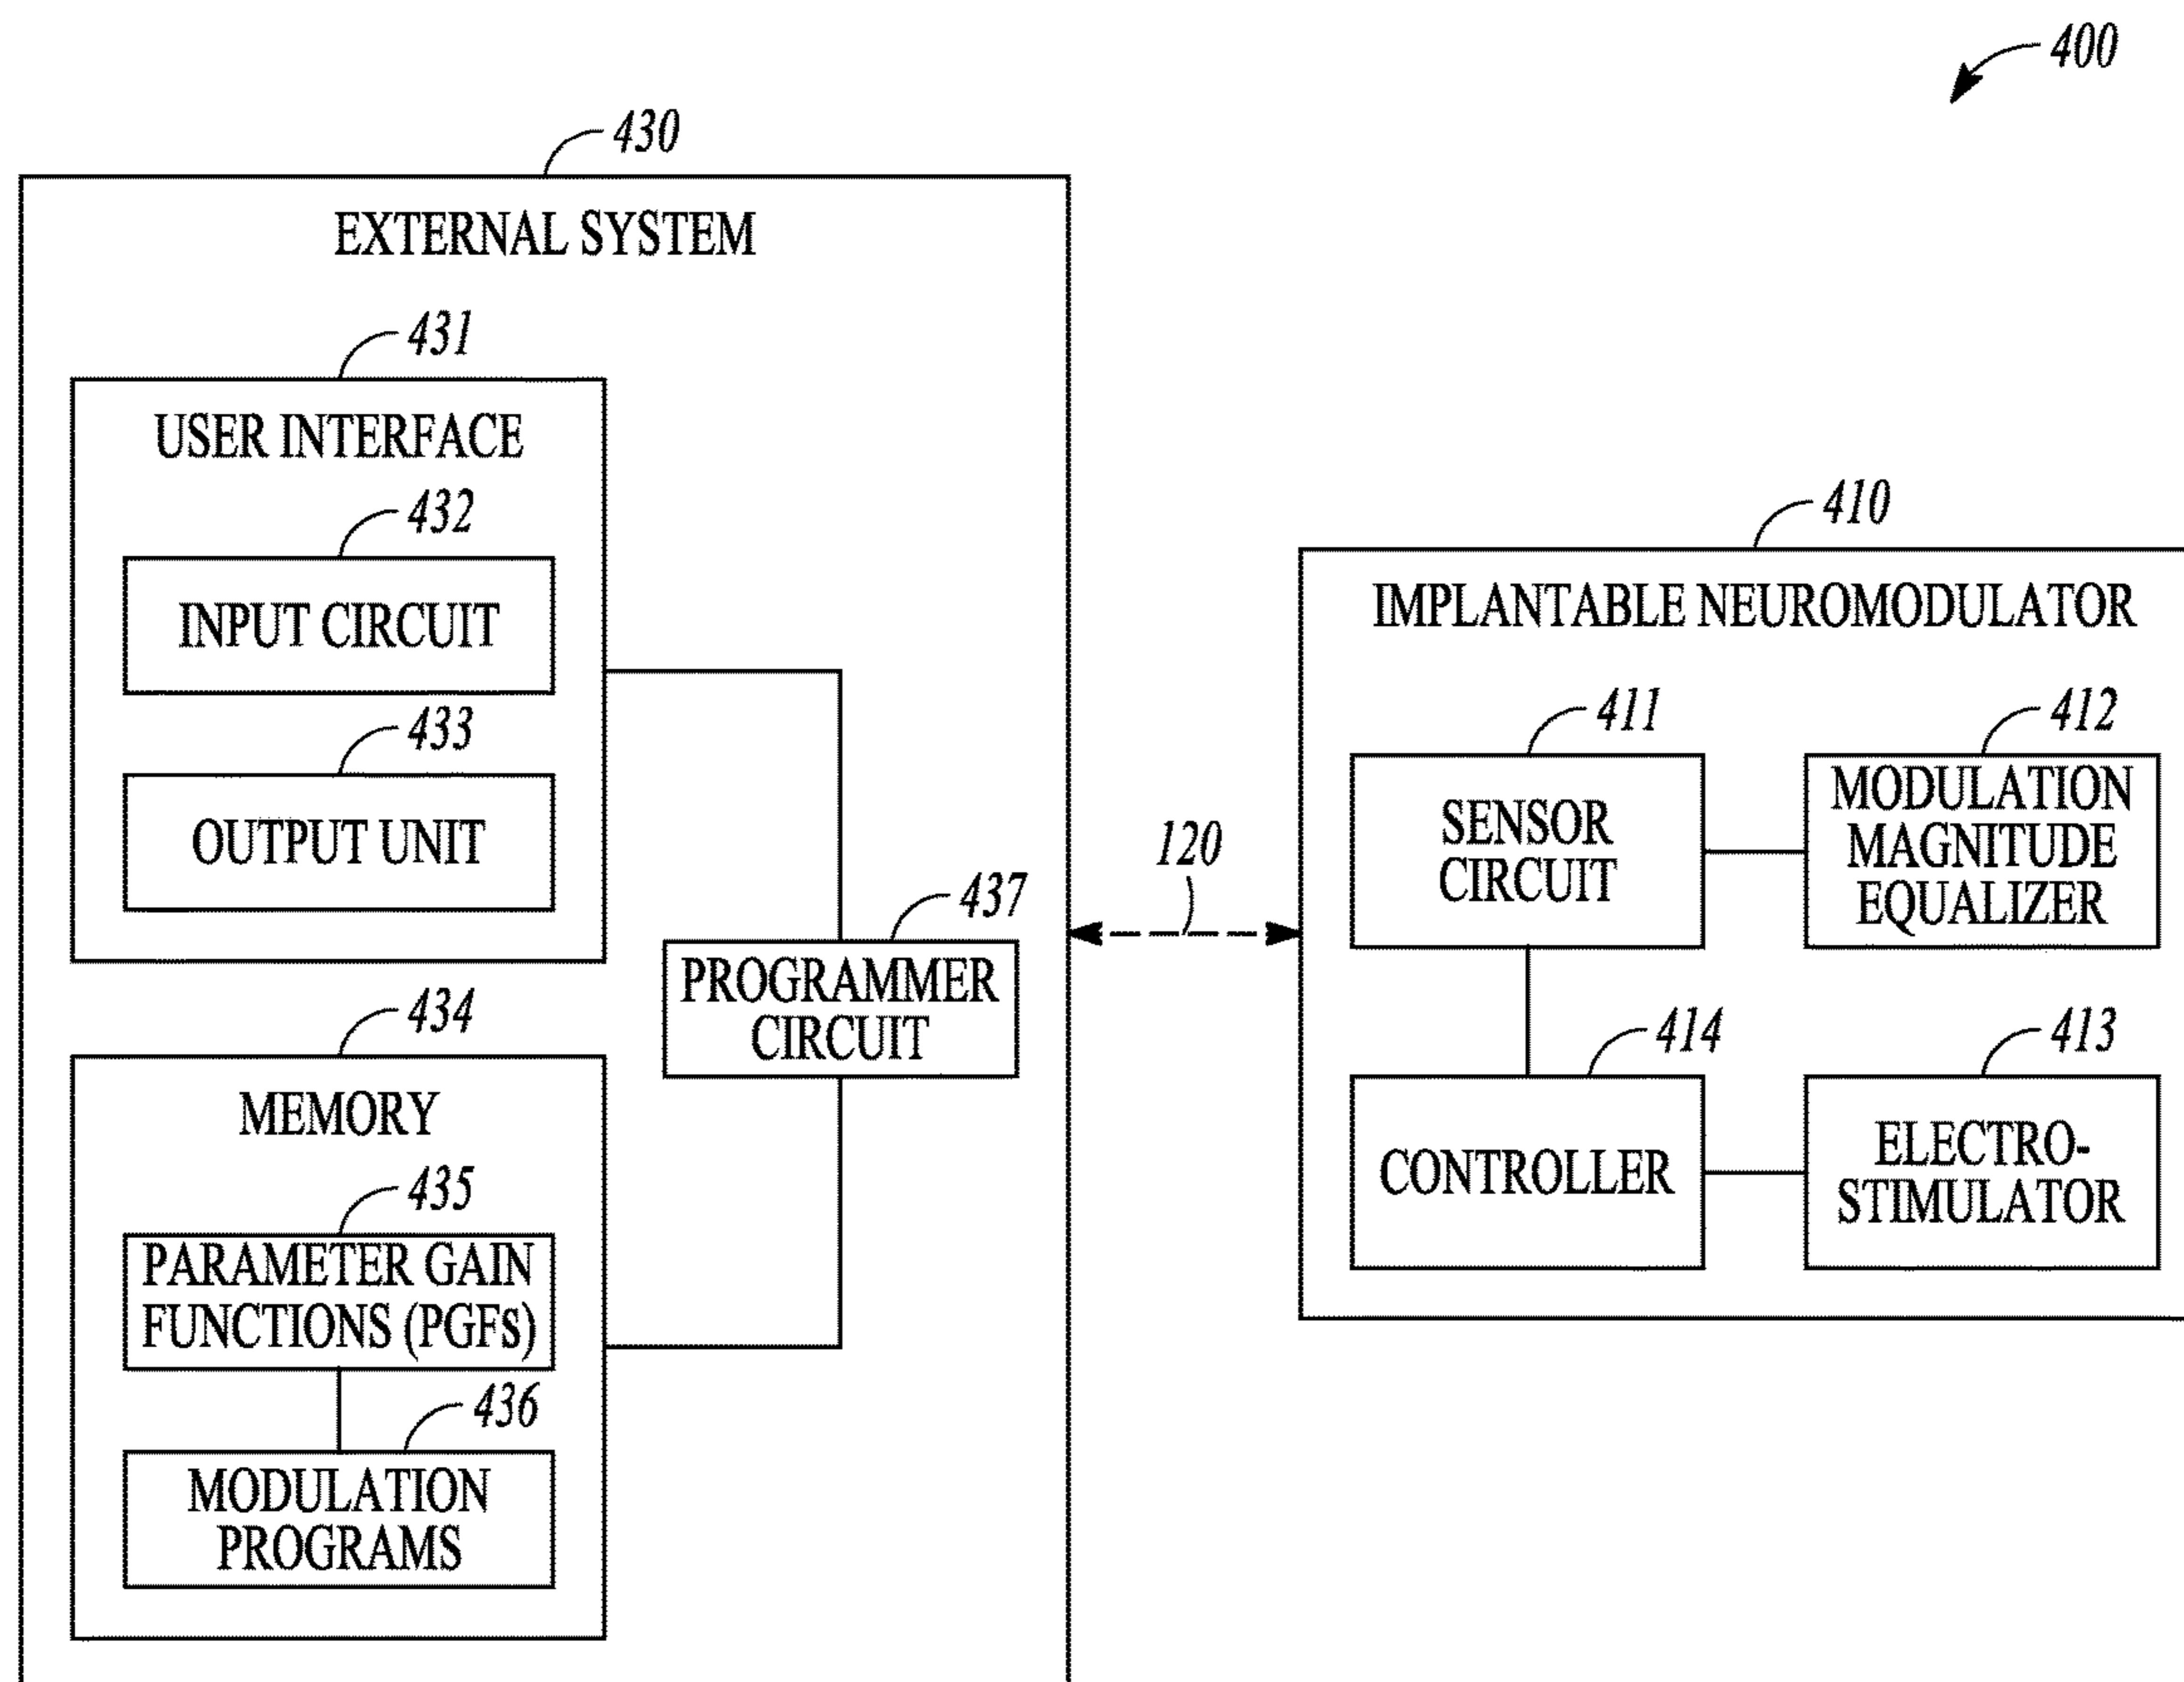 400
430
EXTERNAL SYSTEM
431
USER INTERFACE
432
INPUT CIRCUIT
433
OUTPUT UNIT
437
PROGRAMMER
CIRCUIT
434
MEMORY
435
PARAMETER GAIN
FUNCTIONS (PGFs)
436
MODULATION
PROGRAMS
120
410
IMPLANTABLE NEUROMODULATOR
411
SENSOR
CIRCUIT
412
MODULATION
MAGNITUDE
EQUALIZER
414
CONTROLLER
413
ELECTRO-
STIMULATOR